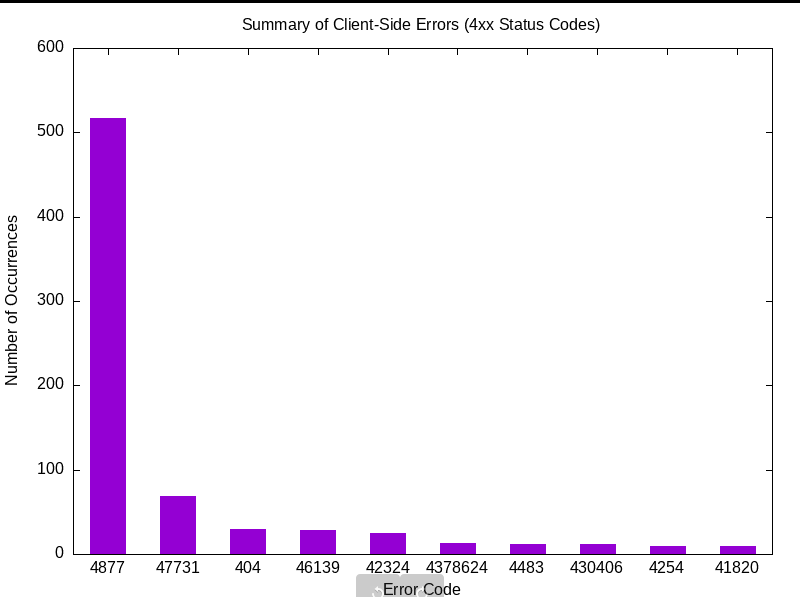 Summary of Client-Side Errors (4xx Status Codes)
600
500
400
300
200
100
0
Number of Occurrences
4877 47731 404 46139 42324 4378624 4483 430406 4254 41820
Error Code